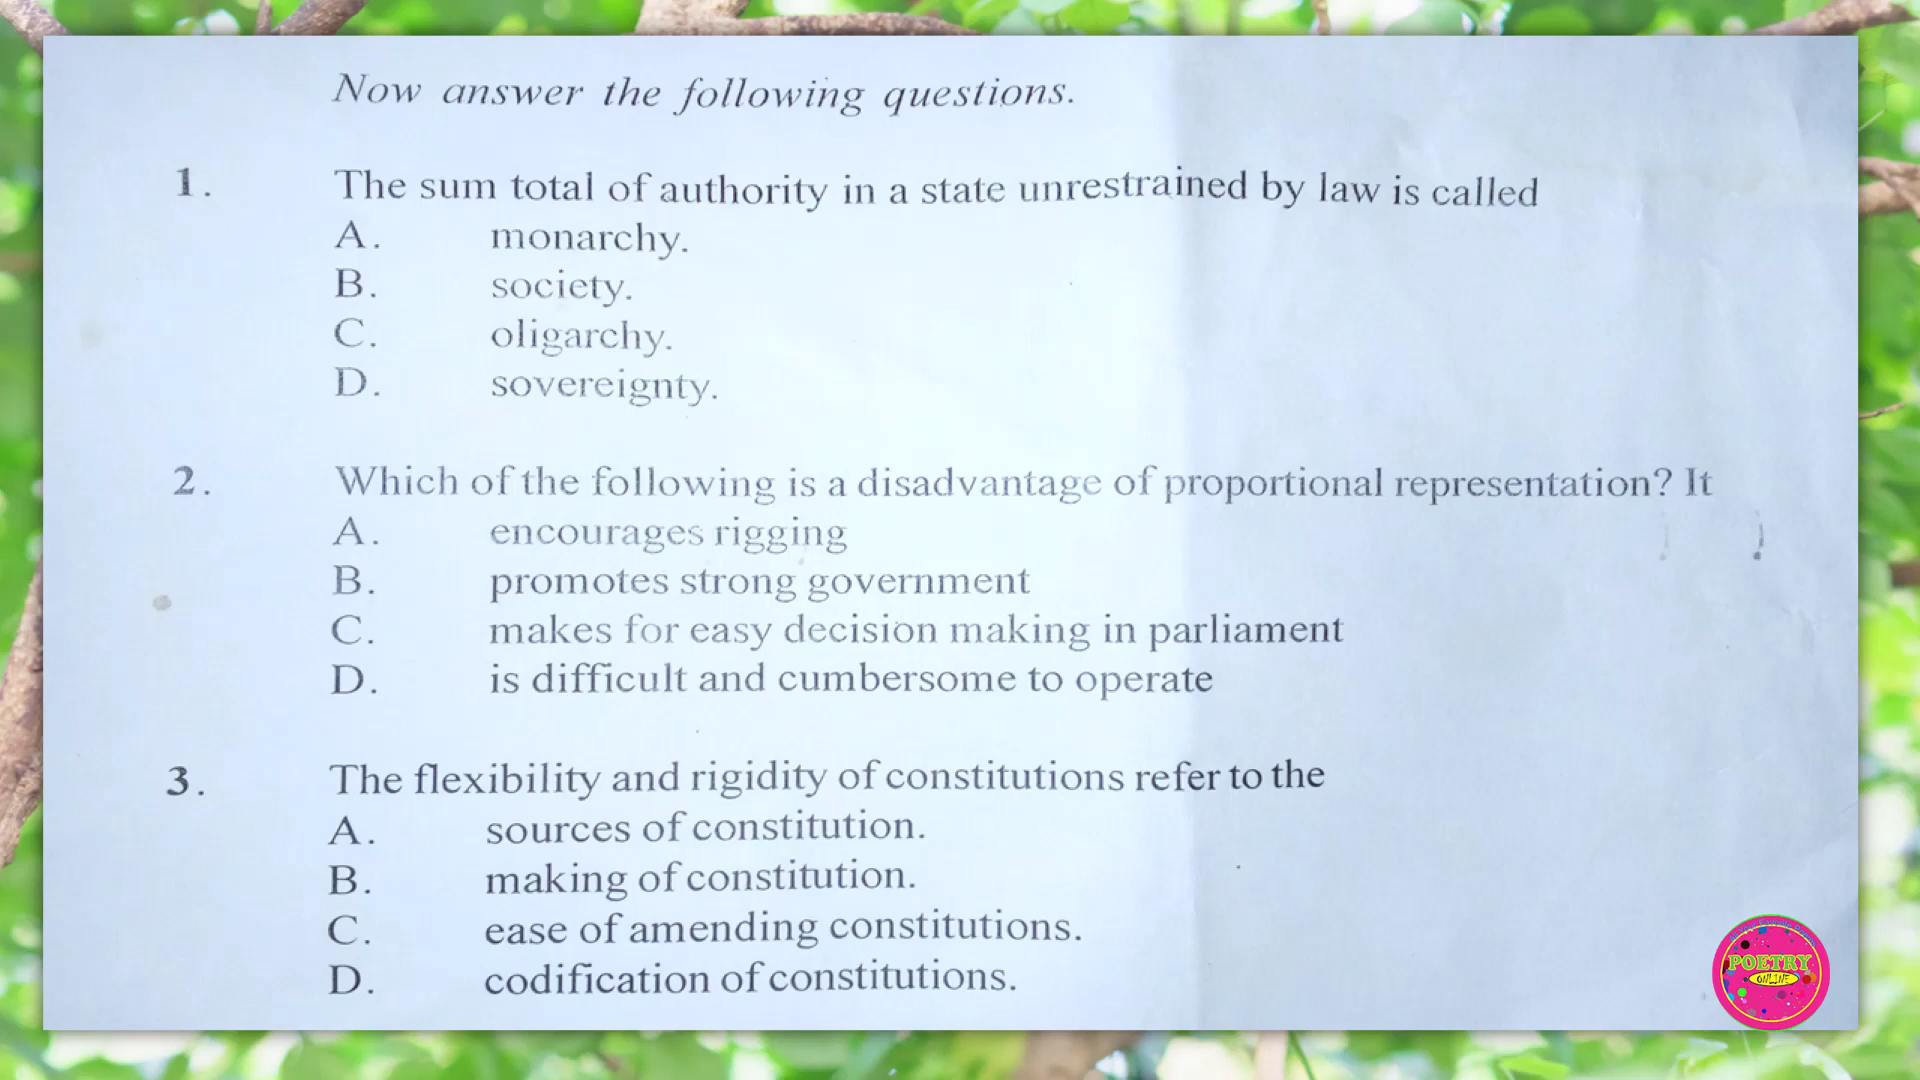 Now answer the following questions.
1. The sum total of authority in a state unrestrained by law is called
A. monarchy.
B. society.
C. oligarchy.
D. sovereignty.
2. Which of the following is a disadvantage of proportional representation? It
A. encourages rigging
B. promotes strong government
C. makes for easy decision making in parliament
D. is difficult and cumbersome to operate
3. The flexibility and rigidity of constitutions refer to the
A. sources of constitution.
B. making of constitution.
C. ease of amending constitutions.
D. codification of constitutions.
POETRY
ONLINE